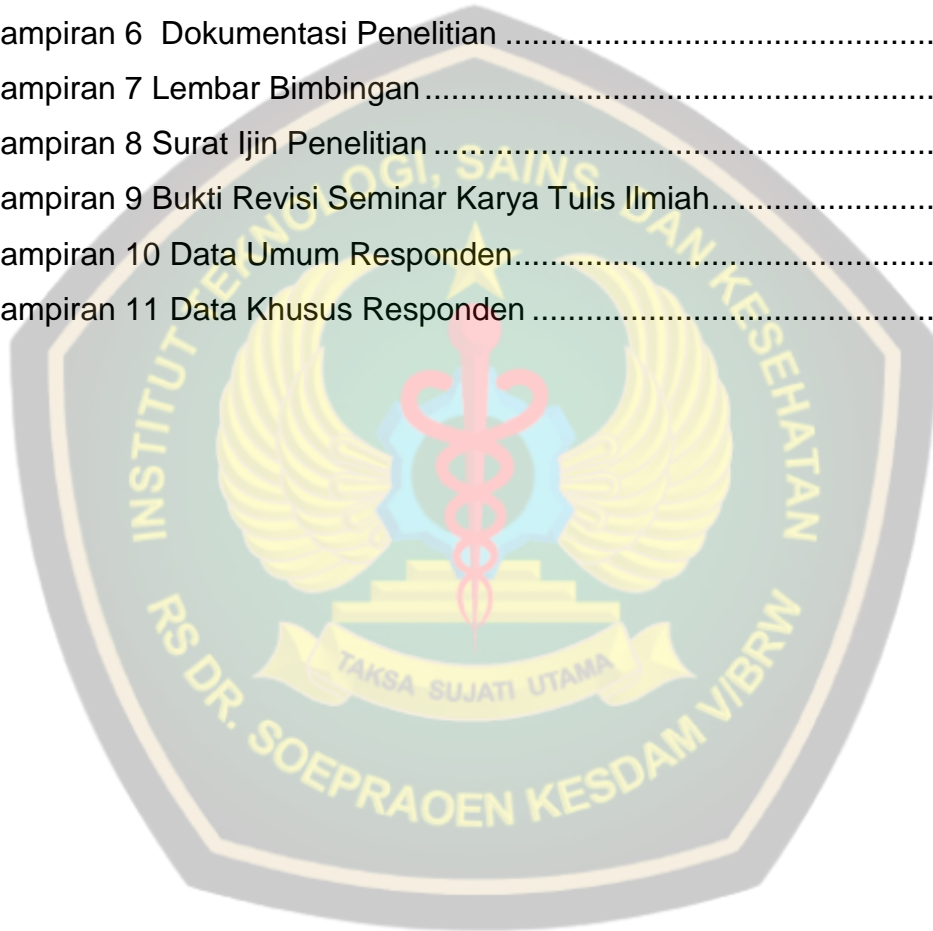 ampiran 6  Dokumentasi Penelitian ................................................
ampiran 7 Lembar Bimbingan .........................................................
ampiran 8 Surat Ijin Penelitian ........................................................
ampiran 9 Bukti Revisi Seminar Karya Tulis Ilmiah.........................
ampiran 10 Data Umum Responden...............................................
ampiran 11 Data Khusus Responden .............................................
INSTITUT TEKNOLOGI, SAINS, DAN KESEHATAN
TAKSA SUJATI UTAMA
RS DR. SOEPRAOEN KESDAM V/BRW